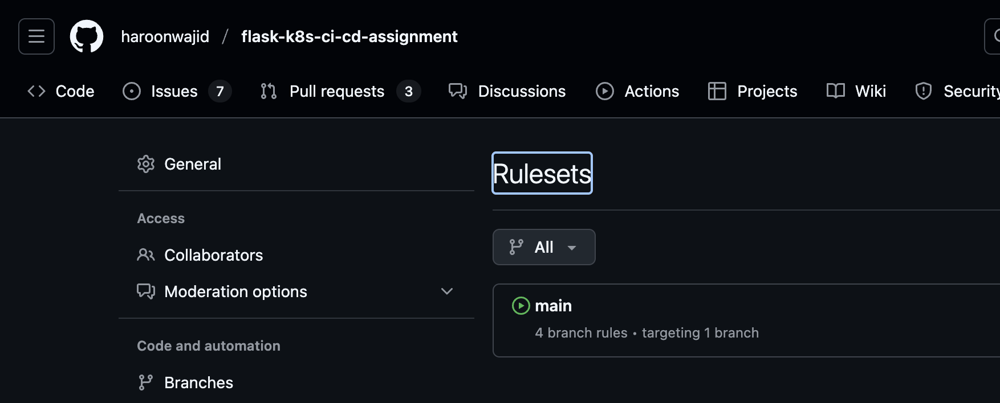 haroonwajid / flask-k8s-ci-cd-assignment
Code Issues 7 Pull requests 3 Discussions Actions Projects Wiki Security
General
Access
Collaborators
Moderation options
Code and automation
Branches
Rulesets
All
main
4 branch rules • targeting 1 branch